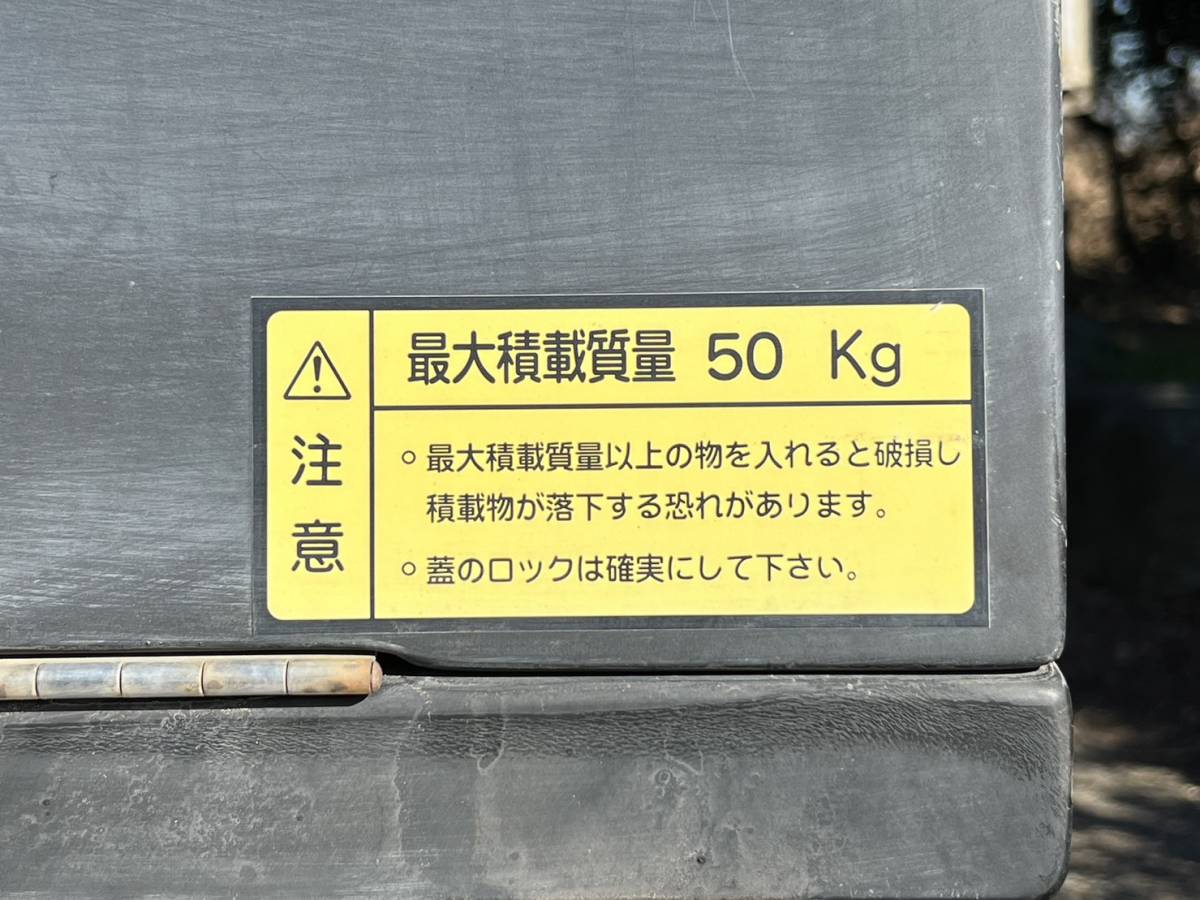 注意
最大積載質量 50 Kg
○ 最大積載質量以上の物を入れると破損し
積載物が落下する恐れがあります。
○ 蓋のロックは確実にして下さい。